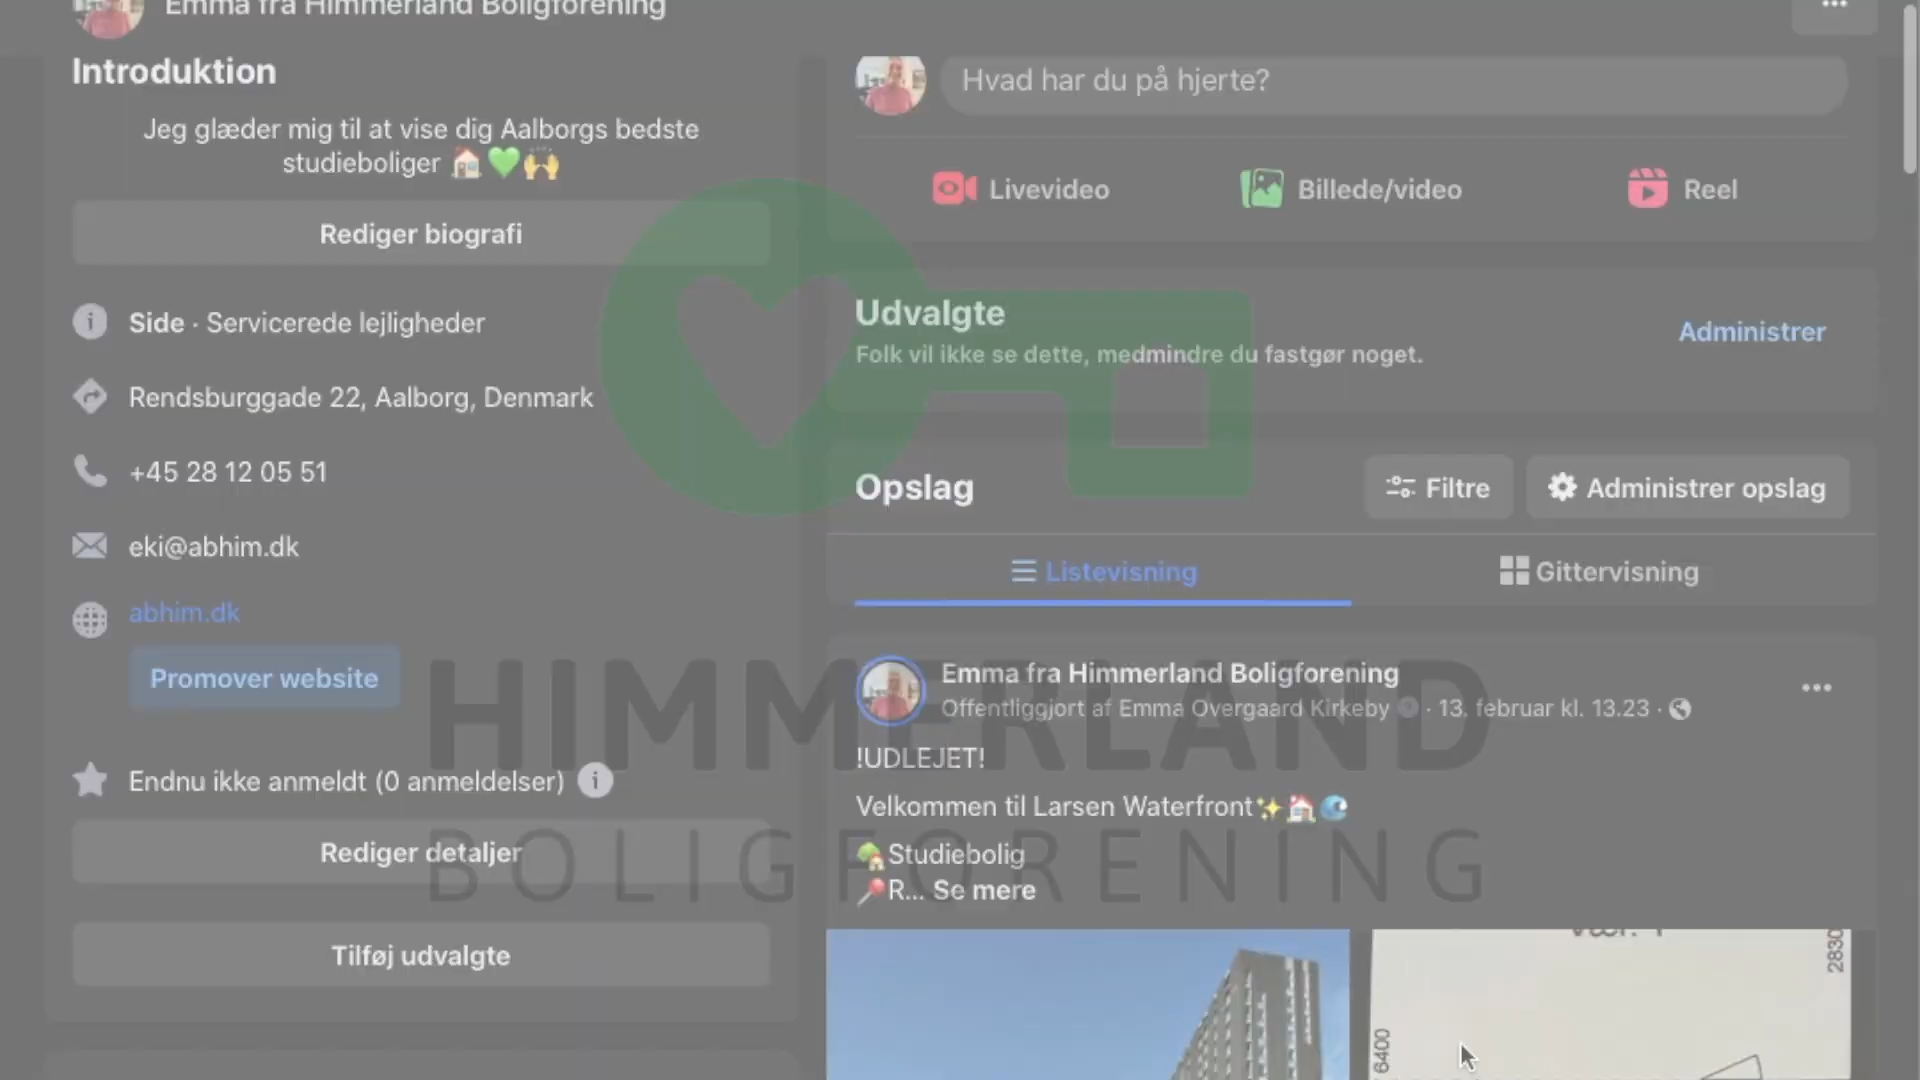 Emma fra Himmerland Boligforening
Introduktion
Jeg glæder mig til at vise dig Aalborgs bedste
studieboliger 🏠💚🙌
Rediger biografi
Side · Servicerede lejligheder
Rendsburggade 22, Aalborg, Denmark
+45 28 12 05 51
eki@abhim.dk
abhim.dk
Promover website
Endnu ikke anmeldt (0 anmeldelser)
Rediger detaljer
Tilføj udvalgte
Hvad har du på hjerte?
Livevideo
Billede/video
Reel
Udvalgte
Folk vil ikke se dette, medmindre du fastgør noget.
Administrer
Opslag
Filtre
Administrer opslag
Listevisning
Gittervisning
Emma fra Himmerland Boligforening
Offentliggjort af Emma Overgaard Kirkeby · 13. februar kl. 13.23 ·
!UDLEJET!
Velkommen til Larsen Waterfront✨🏠🌊
🏡Studiebolig
📍R... Se mere
2830
6400
HIMMERLAND
BOLIGFORENING